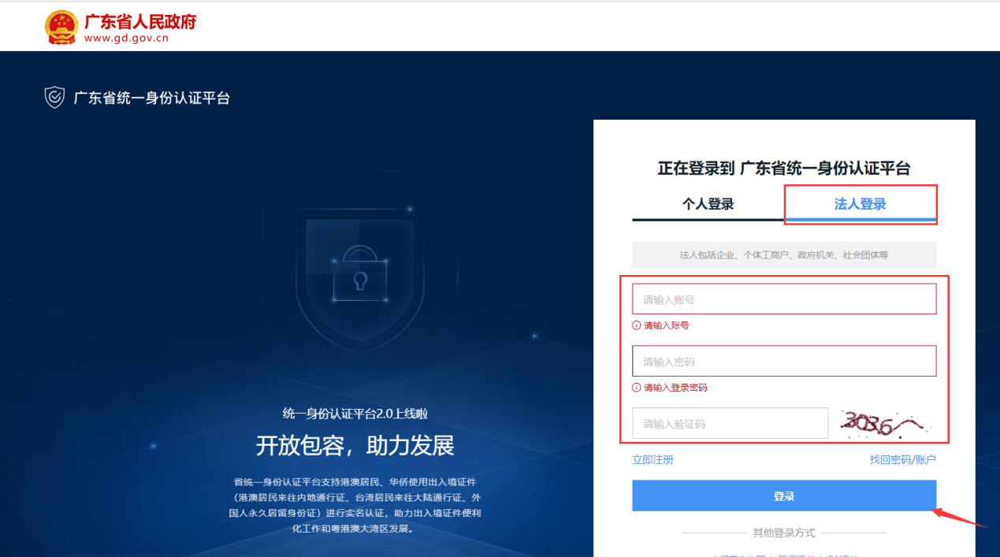 广东省人民政府
www.gd.gov.cn
广东省统一身份认证平台
正在登录到 广东省统一身份认证平台
个人登录 法人登录
法人包括企业、个体工商户、政府机关、社会团体等
请输入账号
请输入账号
请输入密码
请输入登录密码
请输入验证码 3036
立即注册 找回密码/账户
登录
其他登录方式
统一身份认证平台2.0上线啦
开放包容，助力发展
省统一身份认证平台支持港澳居民、华侨使用出入境证件
（港澳居民来往内地通行证、台湾居民来往大陆通行证、外
国人永久居留身份证）进行实名认证，助力出入境证件便利
化工作和粤港澳大湾区发展。